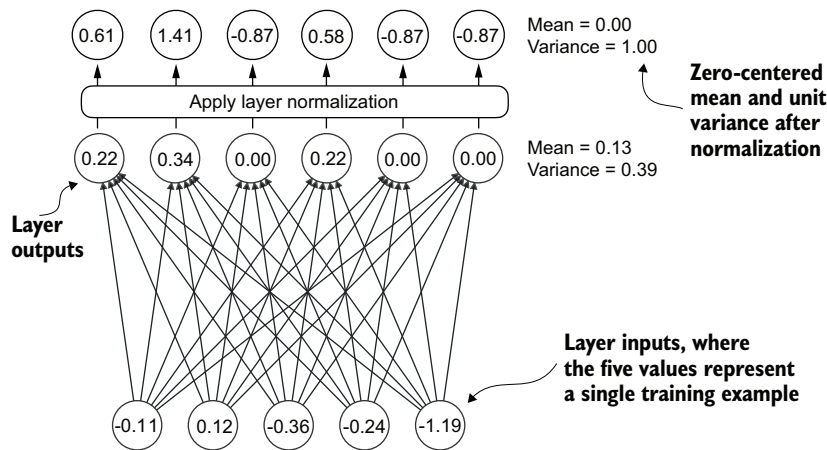 0.61 1.41 -0.87 0.58 -0.87 -0.87
Mean = 0.00
Variance = 1.00
Zero-centered
mean and unit
variance after
normalization
Apply layer normalization
0.22 0.34 0.00 0.22 0.00 0.00
Mean = 0.13
Variance = 0.39
Layer
outputs
Layer inputs, where
the five values represent
a single training example
-0.11 0.12 -0.36 -0.24 -1.19